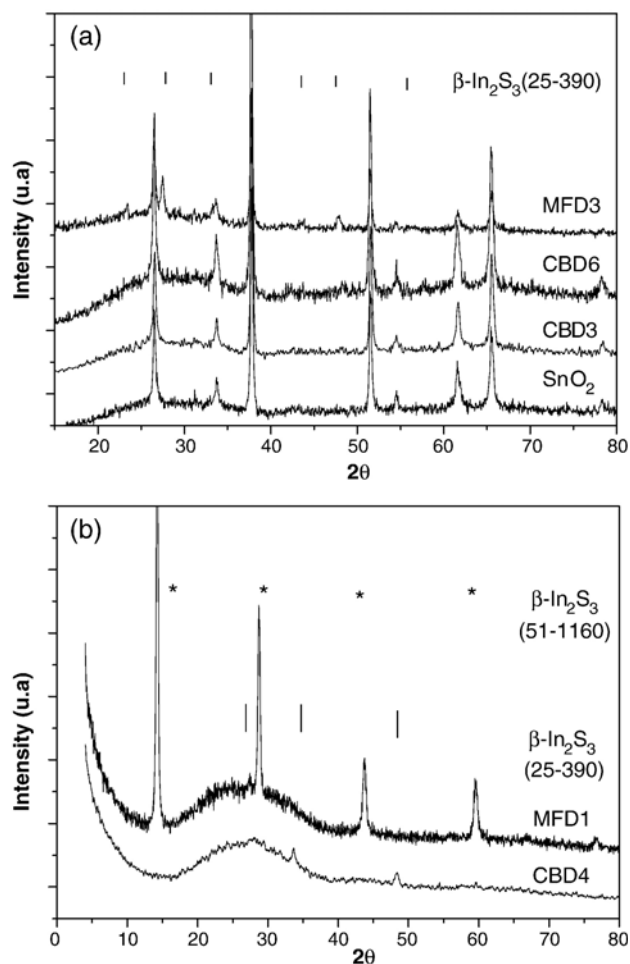 (a)
β-In₂S₃(25-390)
MFD3
CBD6
CBD3
SnO₂
Intensity (u.a)
20 30 40 50 60 70 80
2θ
(b)
* * * *
β-In₂S₃
(51-1160)
β-In₂S₃
(25-390)
MFD1
CBD4
Intensity (u.a)
0 10 20 30 40 50 60 70 80
2θ